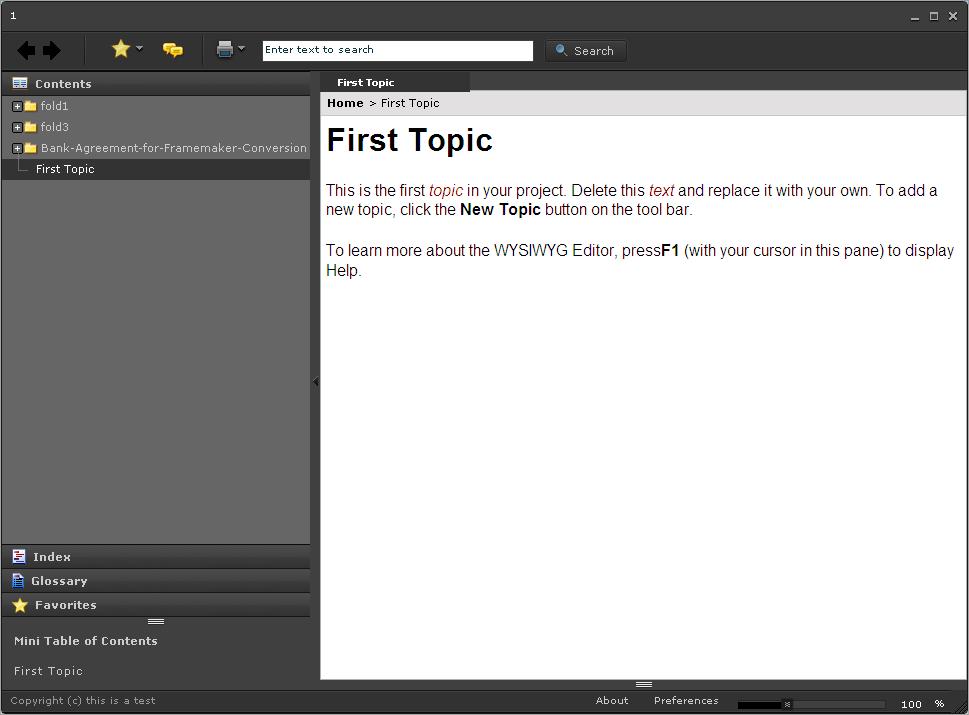 1
Enter text to search
Search
Contents
fold1
fold3
Bank-Agreement-for-Framemaker-Conversion
First Topic
Index
Glossary
Favorites
Mini Table of Contents
First Topic
First Topic
Home > First Topic
First Topic
This is the first topic in your project. Delete this text and replace it with your own. To add a
new topic, click the New Topic button on the tool bar.
To learn more about the WYSIWYG Editor, pressF1 (with your cursor in this pane) to display
Help.
Copyright (c) this is a test
About
Preferences
100 %